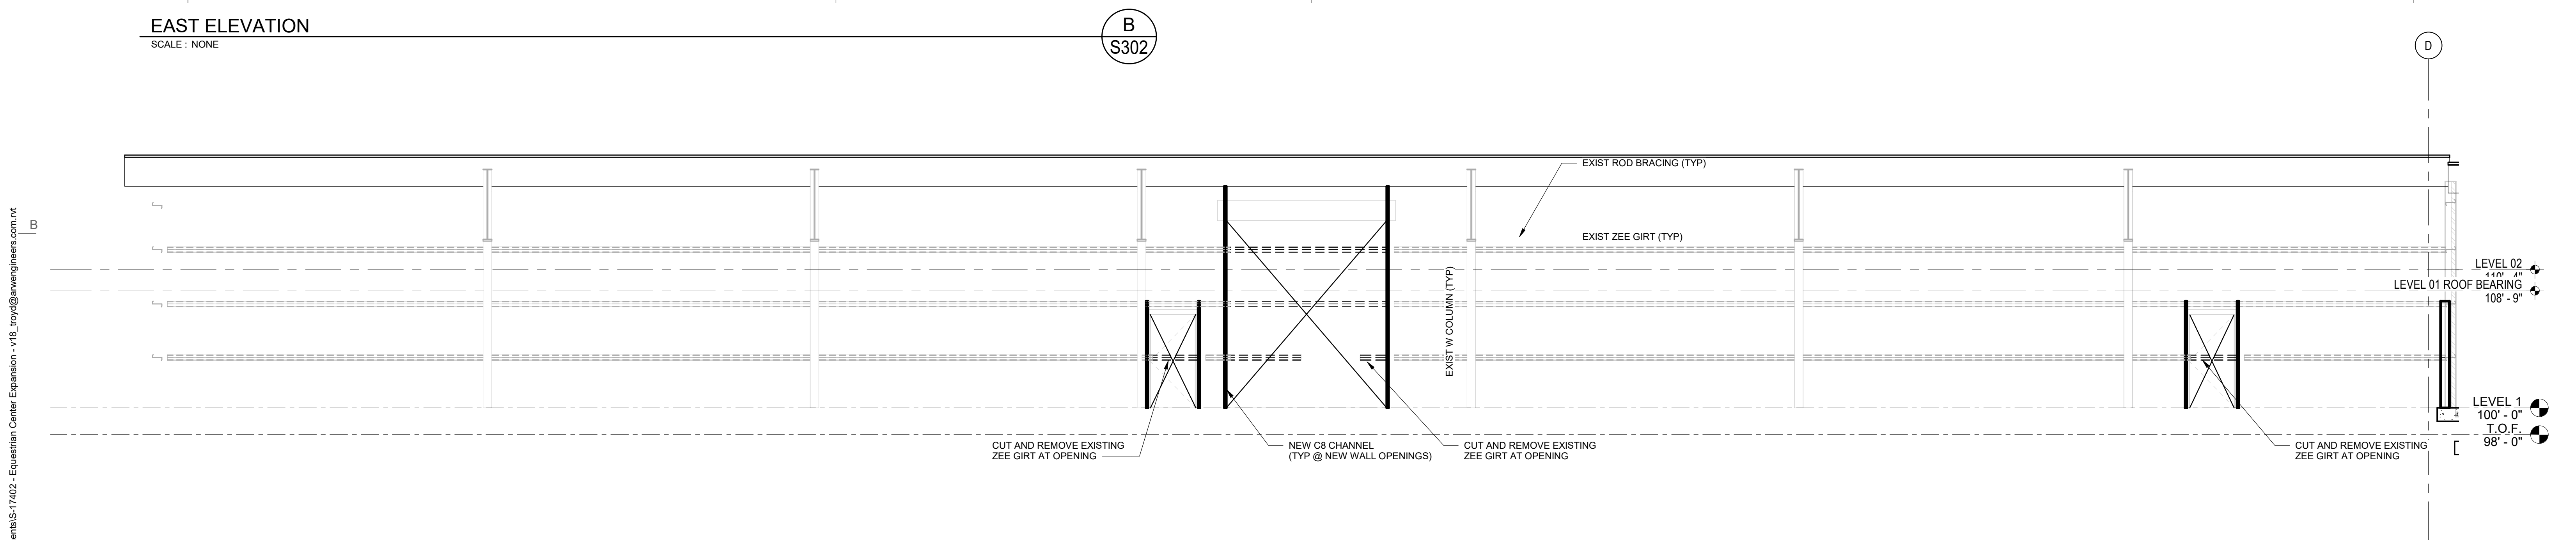 EAST ELEVATION
SCALE : NONE
B
S302
D
EXIST ROD BRACING (TYP)
EXIST ZEE GIRT (TYP)
EXIST W COLUMN (TYP)
B
LEVEL 02
110' - 4"
LEVEL 01 ROOF BEARING
108' - 9"
LEVEL 1
100' - 0"
T.O.F.
98' - 0"
CUT AND REMOVE EXISTING
ZEE GIRT AT OPENING
NEW C8 CHANNEL
(TYP @ NEW WALL OPENINGS)
CUT AND REMOVE EXISTING
ZEE GIRT AT OPENING
CUT AND REMOVE EXISTING
ZEE GIRT AT OPENING
ents\S-17402 - Equestrian Center Expansion - v18_troyd@arwengineers.com.rvt